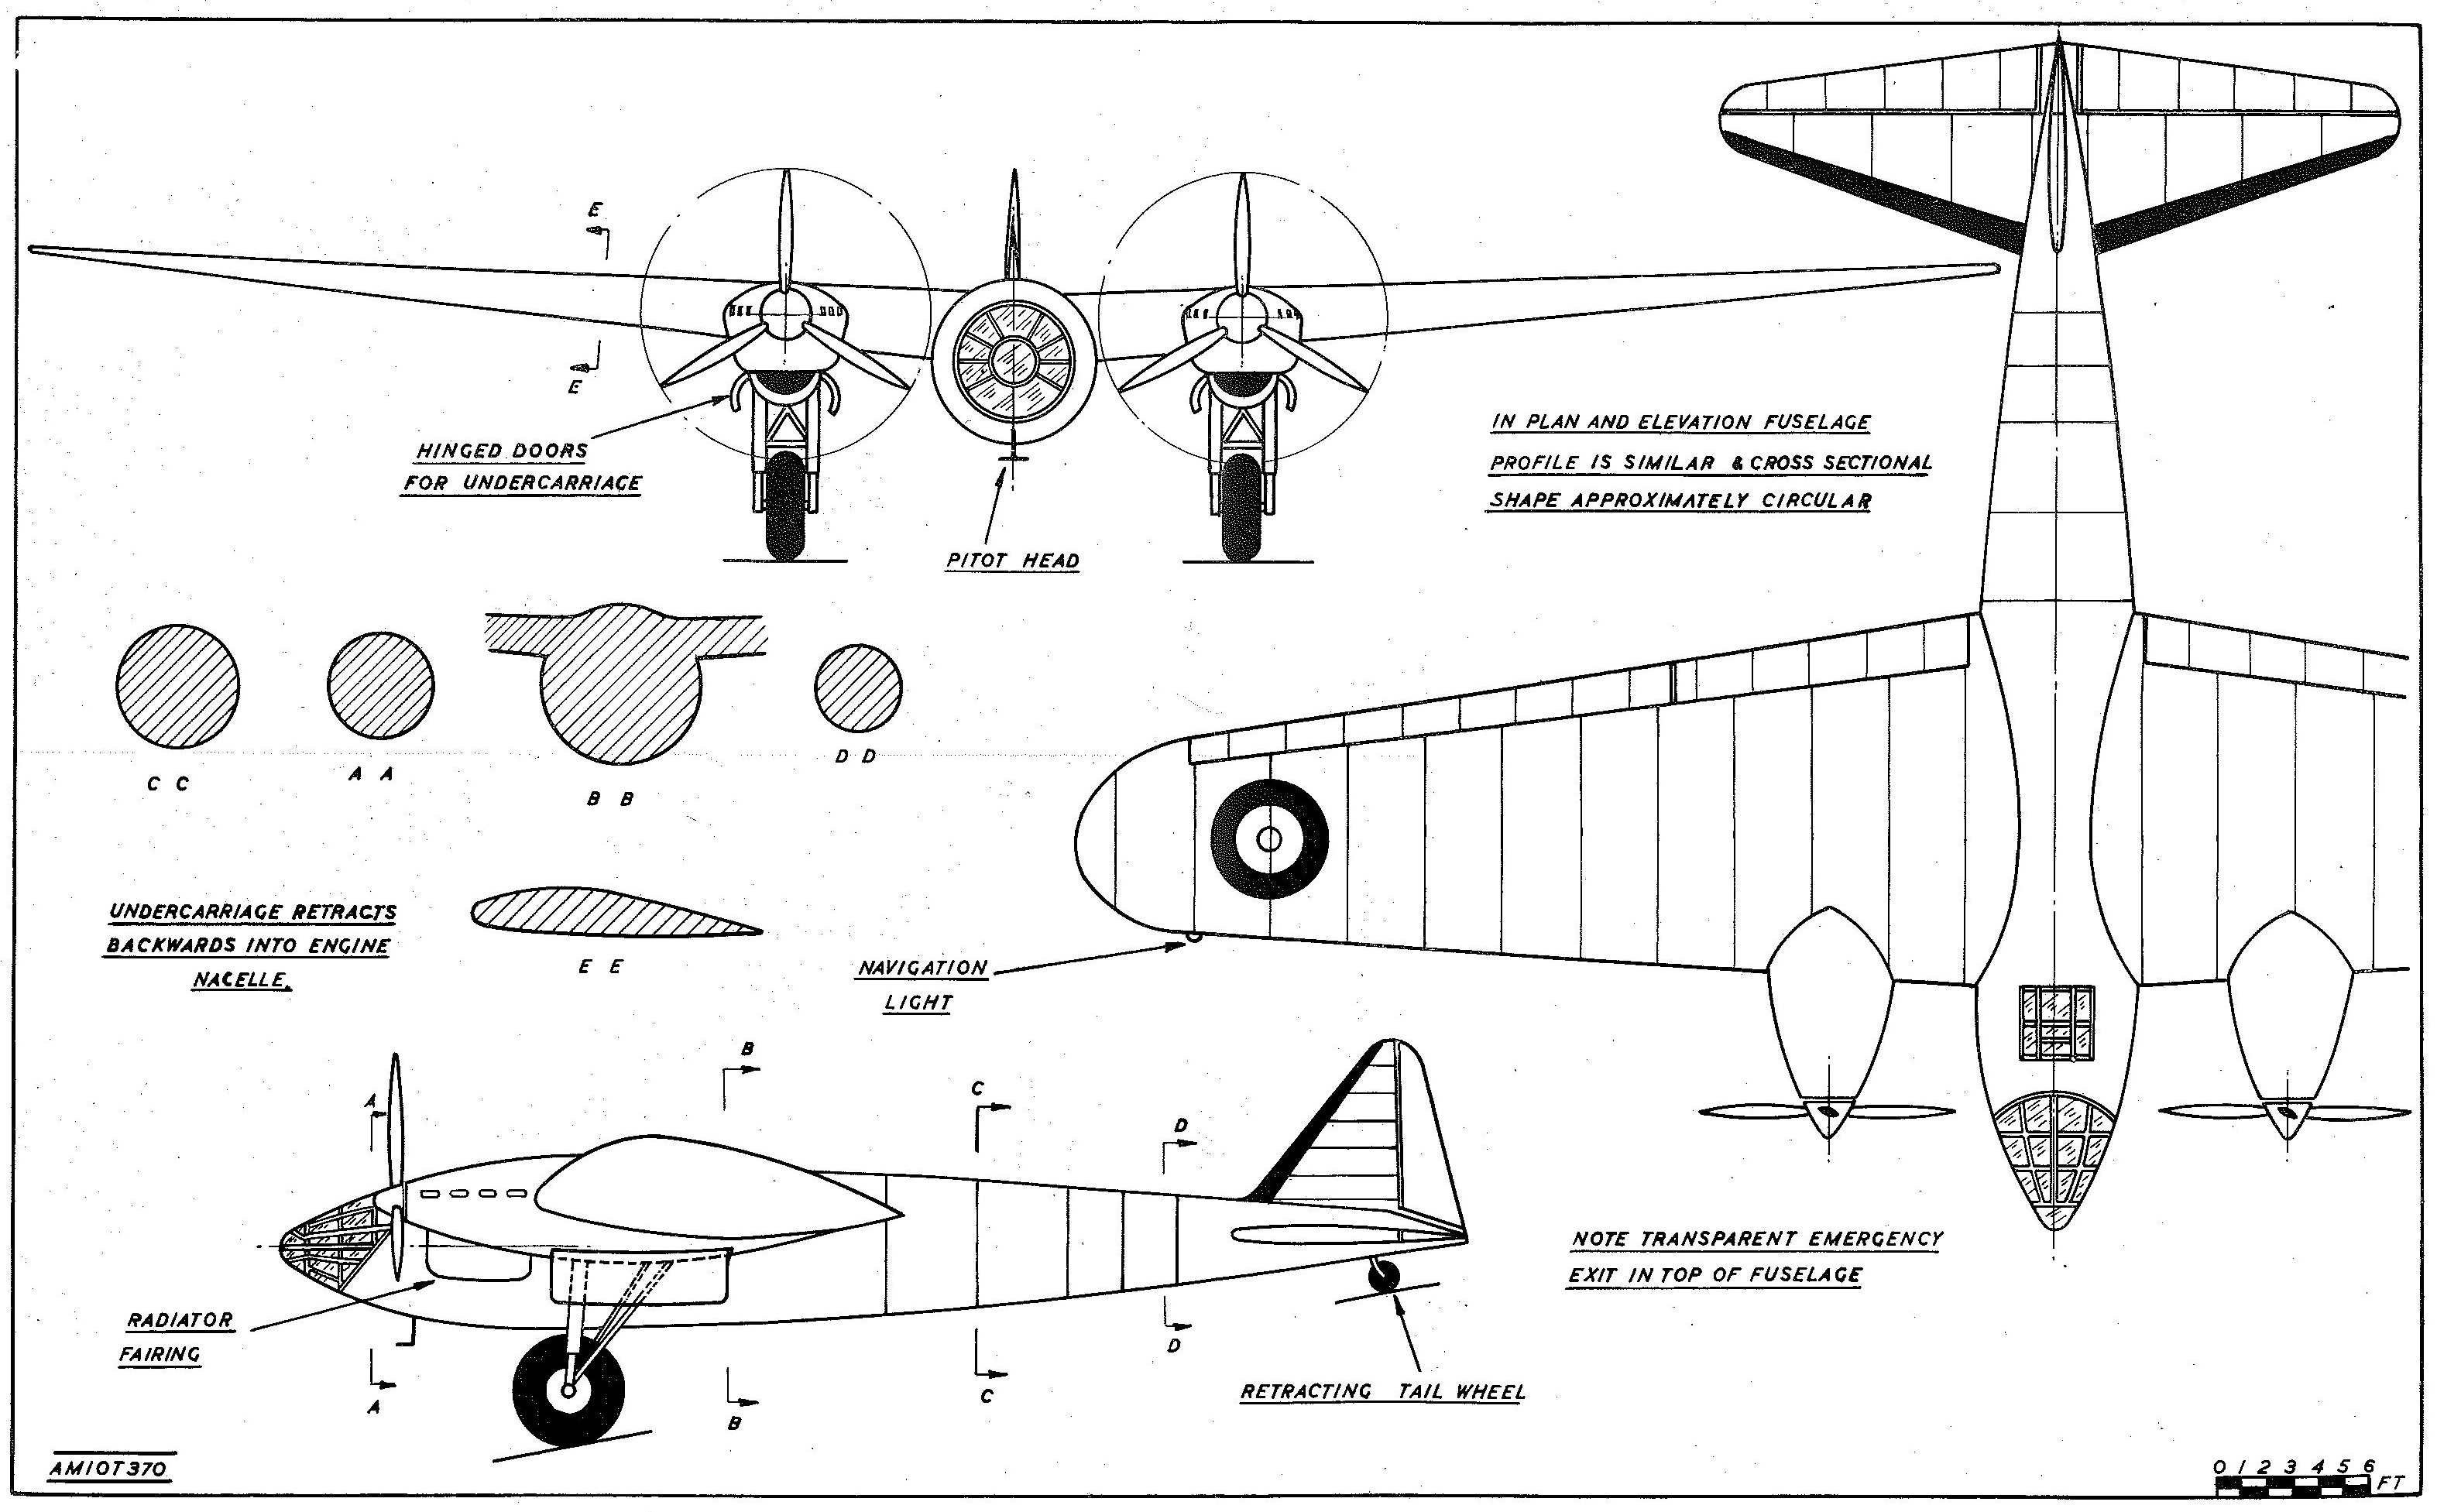 E
E
HINGED DOORS
FOR UNDERCARRIAGE
PITOT HEAD
IN PLAN AND ELEVATION FUSELAGE
PROFILE IS SIMILAR & CROSS SECTIONAL
SHAPE APPROXIMATELY CIRCULAR
C C
A A
B B
D D
UNDERCARRIAGE RETRACTS
BACKWARDS INTO ENGINE
NACELLE.
E E
NAVIGATION
LIGHT
A
B
C
D
RADIATOR
FAIRING
A
B
C
D
RETRACTING TAIL WHEEL
NOTE TRANSPARENT EMERGENCY
EXIT IN TOP OF FUSELAGE
AMIOT 370
0 1 2 3 4 5 6
FT